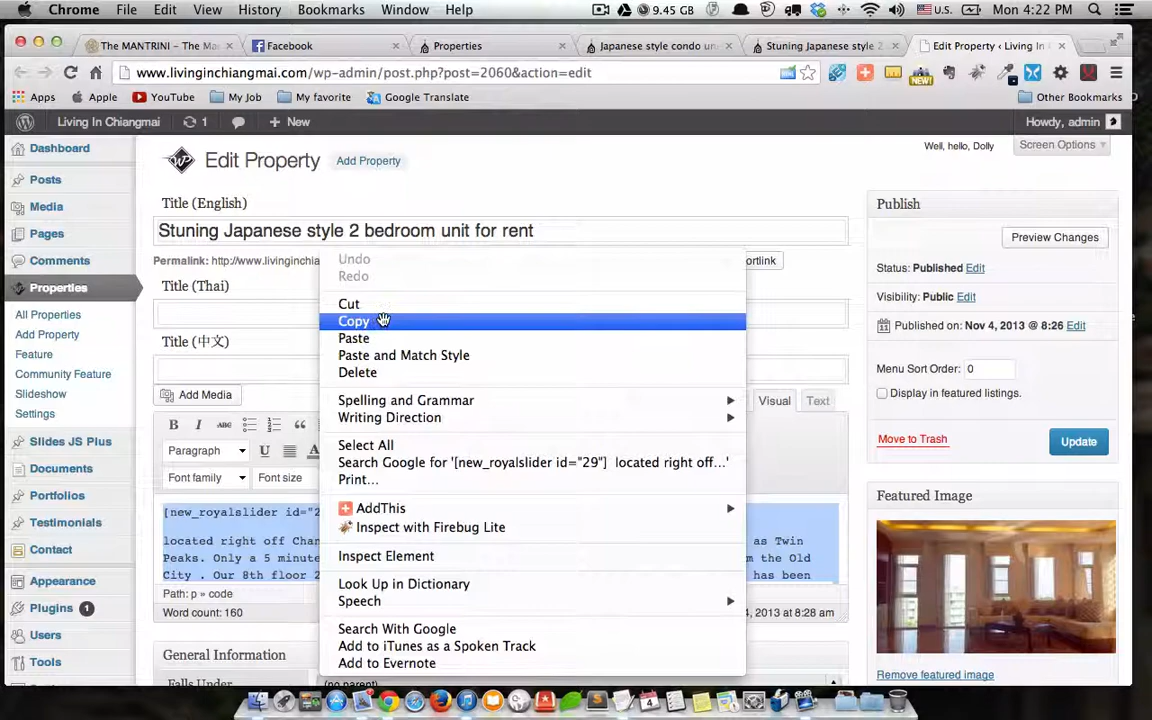 Chrome File Edit View History Bookmarks Window Help 9.45 GB U.S. Mon 4:22 PM
The MANTRINI - The Ma Facebook Properties Japanese style condo un Stuning Japanese style 2 Edit Property ‹ Living In
www.livinginchiangmai.com/wp-admin/post.php?post=2060&action=edit
NEW
Apps Apple YouTube My Job My favorite Google Translate Other Bookmarks
Living In Chiangmai 1 + New Howdy, admin
Dashboard
Posts
Media
Pages
Comments
Properties
All Properties
Add Property
Feature
Community Feature
Slideshow
Settings
Slides JS Plus
Documents
Portfolios
Testimonials
Contact
Appearance
Plugins 1
Users
Tools
Edit Property Add Property
Well, hello, Dolly
Screen Options
Title (English)
Stuning Japanese style 2 bedroom unit for rent
Permalink: http://www.livinginchia
ortlink
Title (Thai)
Title (中文)
Add Media
Visual Text
B I ABC
Paragraph U A
Font family Font size
[new_royalslider id="2
located right off Chan as Twin
Peaks. Only a 5 minute m the Old
City . Our 8th floor 2 has been
Path: p » code
Word count: 160
4, 2013 at 8:28 am
General Information
Falls Under
(no parent)
Undo
Redo
Cut
Copy
Paste
Paste and Match Style
Delete
Spelling and Grammar
Writing Direction
Select All
Search Google for '[new_royalslider id="29"] located right off...'
Print...
AddThis
Inspect with Firebug Lite
Inspect Element
Look Up in Dictionary
Speech
Search With Google
Add to iTunes as a Spoken Track
Add to Evernote
Publish
Preview Changes
Status: Published Edit
Visibility: Public Edit
Published on: Nov 4, 2013 @ 8:26 Edit
Menu Sort Order: 0
Display in featured listings.
Move to Trash
Update
Featured Image
Remove featured image